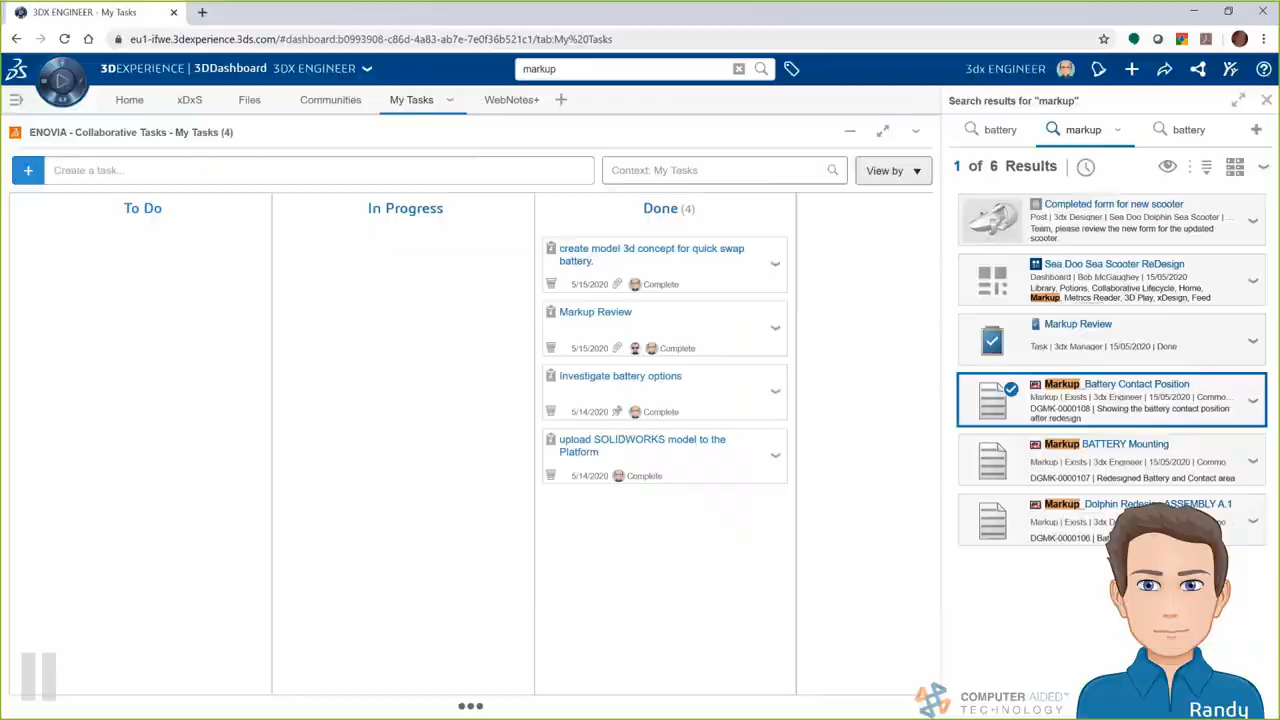 3DX ENGINEER - My Tasks
eu1-ifwe.3dexperience.3ds.com/#dashboard:b0993908-c86d-4a83-ab7e-7e0f36b521c1/tab:My%20Tasks
3DEXPERIENCE | 3DDashboard 3DX ENGINEER
markup
3dx ENGINEER
Home
xDxS
Files
Communities
My Tasks
WebNotes+
Search results for "markup"
ENOVIA - Collaborative Tasks - My Tasks (4)
battery
markup
battery
Create a task...
Context: My Tasks
View by
1 of 6 Results
To Do
In Progress
Done (4)
create model 3d concept for quick swap
battery.
5/15/2020 Complete
Markup Review
5/15/2020 Complete
Investigate battery options
5/14/2020 Complete
upload SOLIDWORKS model to the
Platform
5/14/2020 Complete
Completed form for new scooter
Post | 3dx Designer | Sea Doo Dolphin Sea Scooter | ...
Team, please review the new form for the updated
scooter.
Sea Doo Sea Scooter ReDesign
Dashboard | Bob McGaughey | 15/05/2020
Library, Potions, Collaborative Lifecycle, Home,
Markup, Metrics Reader, 3D Play, xDesign, Feed
Markup Review
Task | 3dx Manager | 15/05/2020 | Done
Markup_Battery Contact Position
Markup | Exists | 3dx Engineer | 15/05/2020 | Commo...
DGMK-0000108 | Showing the battery contact position
after redesign
Markup BATTERY Mounting
Markup | Exists | 3dx Engineer | 15/05/2020 | Commo...
DGMK-0000107 | Redesigned Battery and Contact area
Markup_Dolphin Redesign ASSEMBLY A.1
Markup | Exists | 3dx
DGMK-0000106 |
COMPUTER AIDED™
TECHNOLOGY
Randy